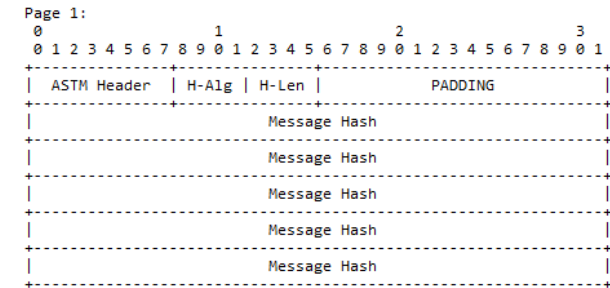 Page 1:
0                   1                   2                   3
0 1 2 3 4 5 6 7 8 9 0 1 2 3 4 5 6 7 8 9 0 1 2 3 4 5 6 7 8 9 0 1
+---------------+---------------+-------------------------------+
| ASTM Header | H-Alg | H-Len | PADDING |
+---------------+---------------+-------------------------------+
| Message Hash |
+---------------------------------------------------------------+
| Message Hash |
+---------------------------------------------------------------+
| Message Hash |
+---------------------------------------------------------------+
| Message Hash |
+---------------------------------------------------------------+
| Message Hash |
+---------------------------------------------------------------+